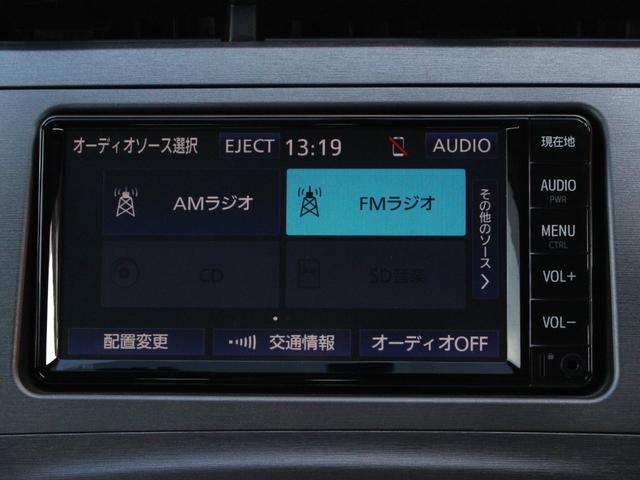 オーディオソース選択 EJECT 13:19 AUDIO
AMラジオ FMラジオ
その他のソース
CD SD音楽
配置変更 交通情報 オーディオOFF
現在地
AUDIO
PWR
MENU
CTRL
VOL+
VOL−